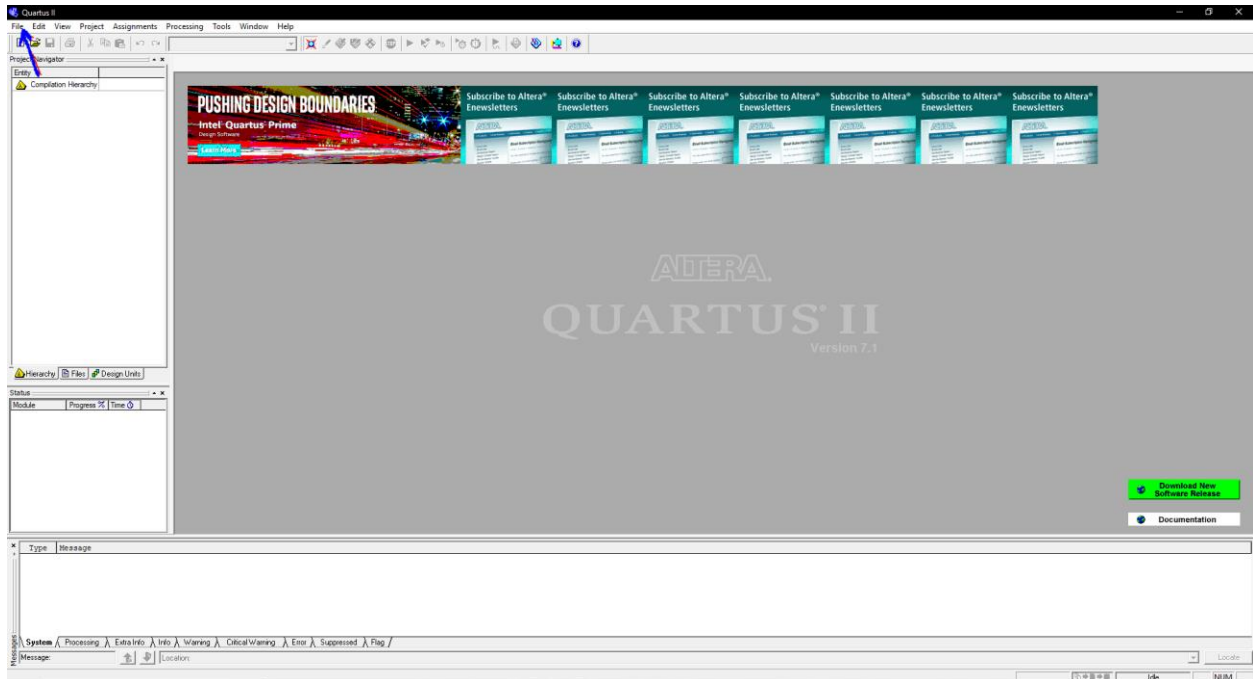 Quartus II
File Edit View Project Assignments Processing Tools Window Help
Project Navigator
Entity
Compilation Hierarchy
Hierarchy Files Design Units
Status
Module Progress % Time
PUSHING DESIGN BOUNDARIES
Intel Quartus Prime
Design Software
Learn More
Subscribe to Altera® Enewsletters
Subscribe to Altera® Enewsletters
Subscribe to Altera® Enewsletters
Subscribe to Altera® Enewsletters
Subscribe to Altera® Enewsletters
Subscribe to Altera® Enewsletters
Subscribe to Altera® Enewsletters
ALTERA.
QUARTUS® II
Version 7.1
Download New
Software Release
Documentation
Type Message
System Processing Extra Info Info Warning Critical Warning Error Suppressed Flag
Messages
Message: Location: Locate
Idle NUM